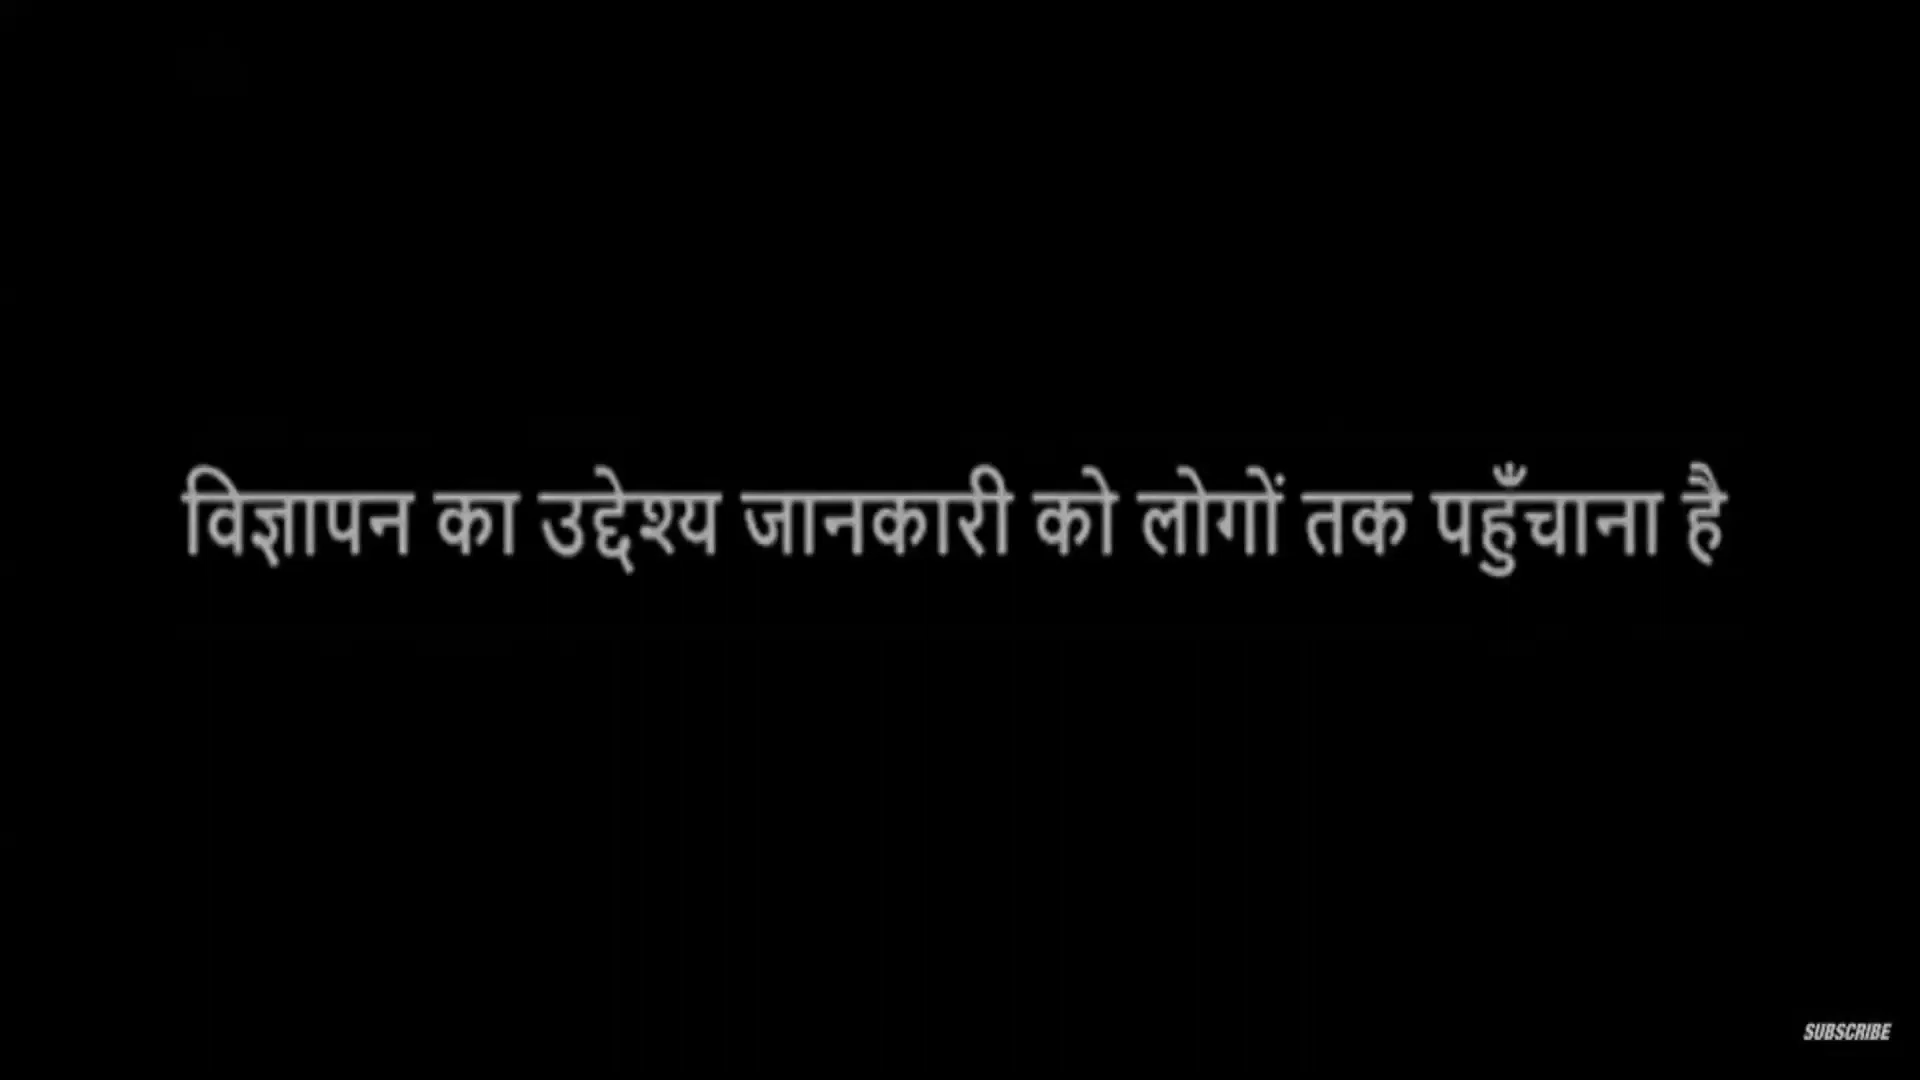 विज्ञापन का उद्देश्य जानकारी को लोगों तक पहुँचाना है
SUBSCRIBE